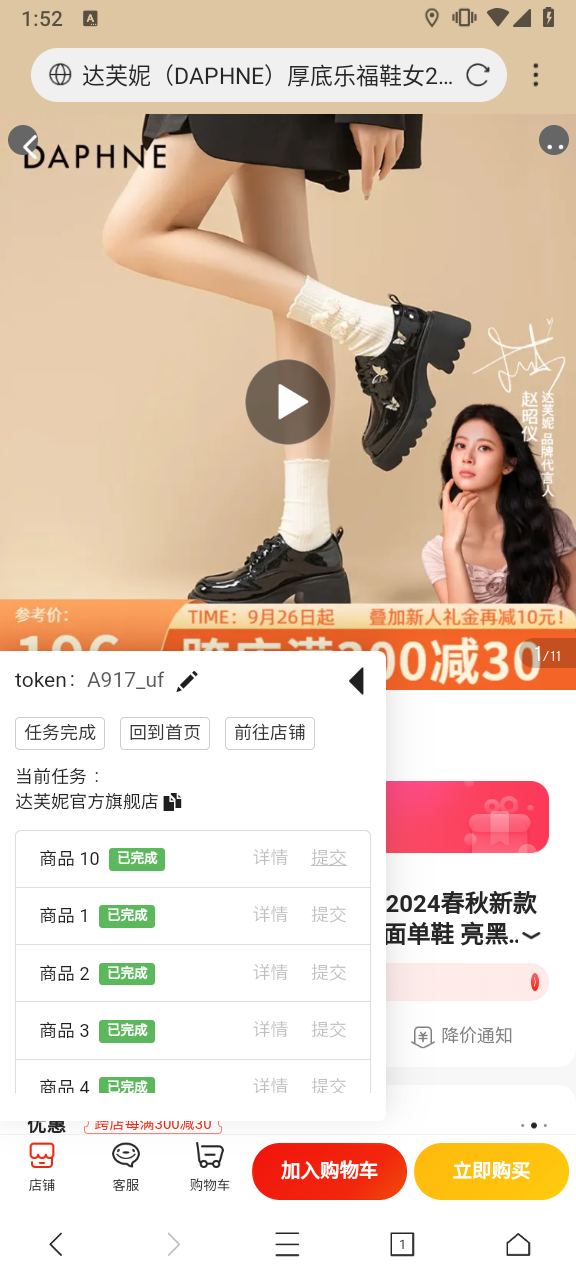 1:52
A
达芙妮（DAPHNE）厚底乐福鞋女2...
DAPHNE
赵昭仪
达芙妮 品牌代言人
参考价:
TIME：9月26日起
叠加新人礼金再减10元!
1/11
token： A917_uf
任务完成
回到首页
前往店铺
当前任务：
达芙妮官方旗舰店
商品 10 已完成 详情 提交
商品 1 已完成 详情 提交
商品 2 已完成 详情 提交
商品 3 已完成 详情 提交
商品 4 已完成 详情 提交
2024春秋新款
面单鞋 亮黑..
降价通知
优惠
跨店每满300减30
店铺
客服
购物车
加入购物车
立即购买
1